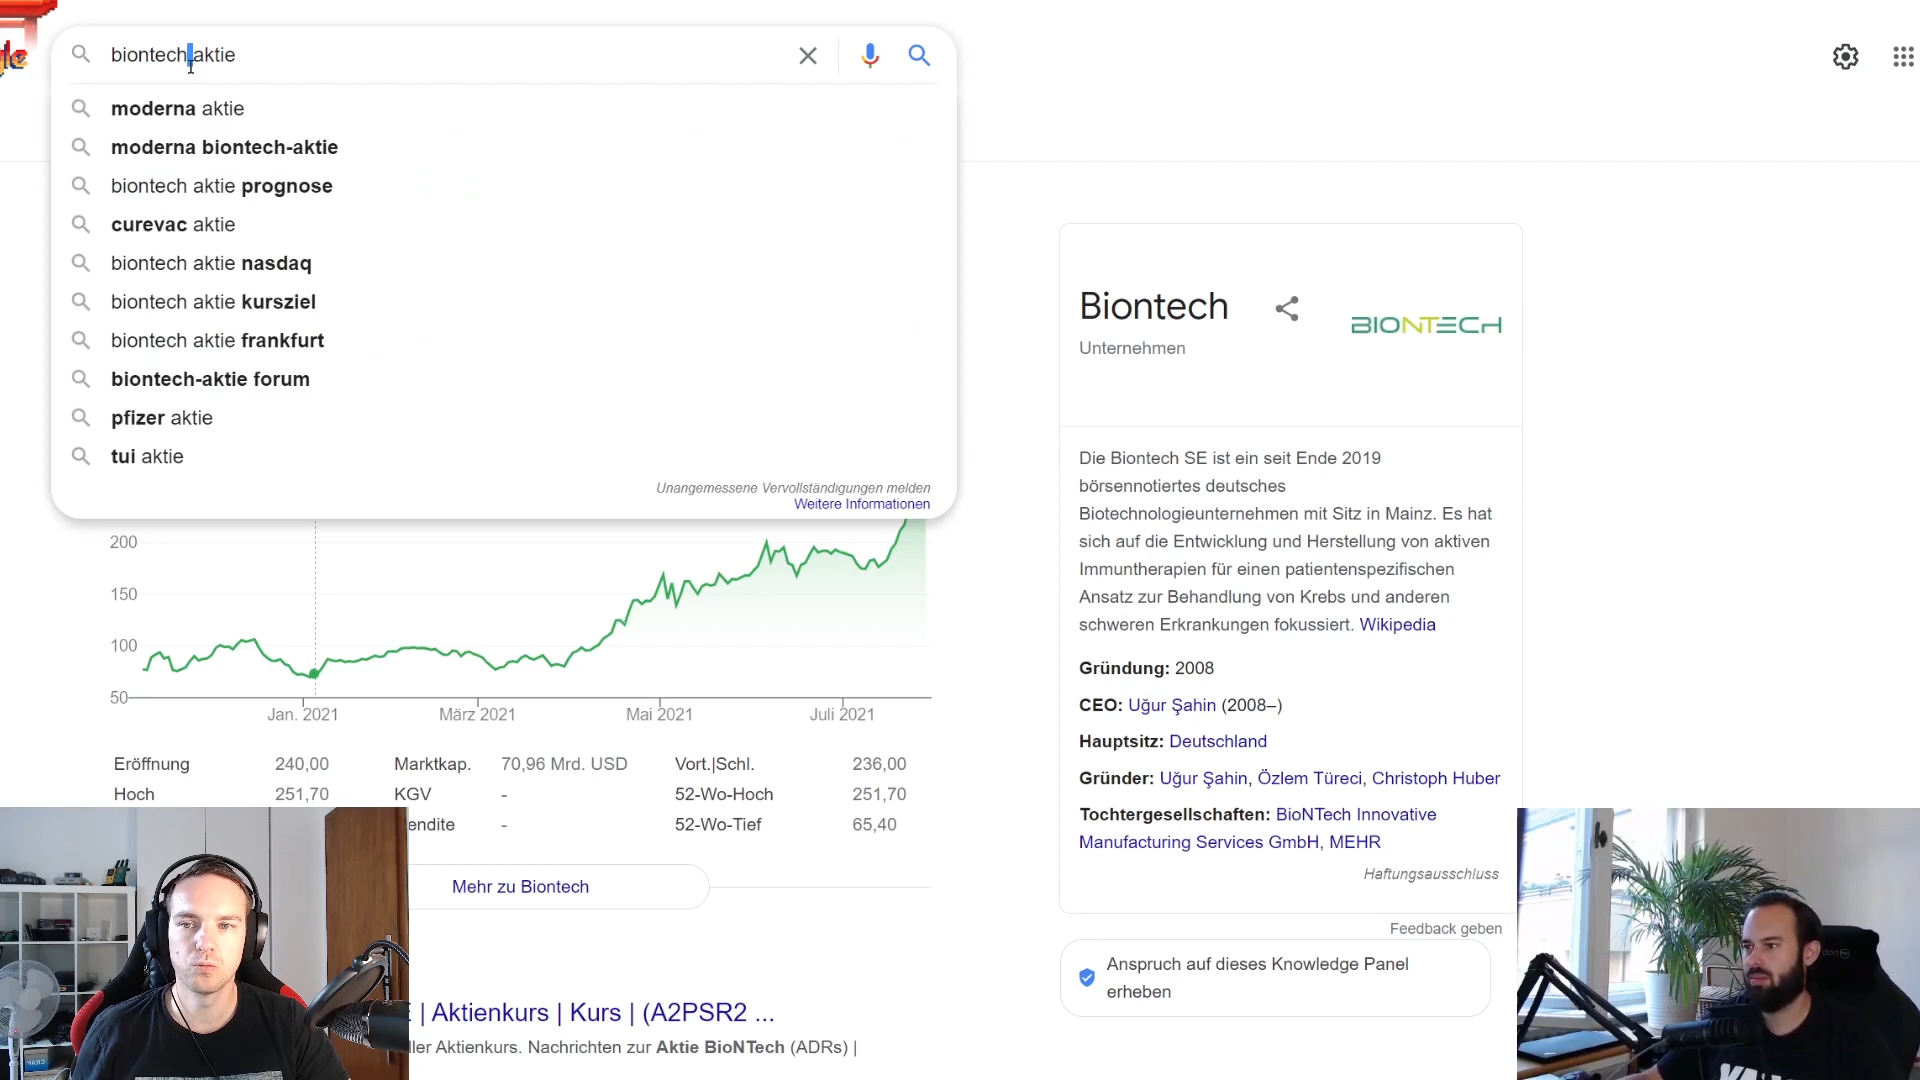 biontech aktie
moderna aktie
moderna biontech-aktie
biontech aktie prognose
curevac aktie
biontech aktie nasdaq
biontech aktie kursziel
biontech aktie frankfurt
biontech-aktie forum
pfizer aktie
tui aktie
Unangemessene Vervollständigungen melden
Weitere Informationen
200
150
100
50
Jan. 2021 März 2021 Mai 2021 Juli 2021
Eröffnung 240,00 Marktkap. 70,96 Mrd. USD Vort.|Schl. 236,00
Hoch 251,70 KGV - 52-Wo-Hoch 251,70
endite - 52-Wo-Tief 65,40
Mehr zu Biontech
| Aktienkurs | Kurs | (A2PSR2 ...
ller Aktienkurs. Nachrichten zur Aktie BioNTech (ADRs) |
Biontech
Unternehmen
BIONTECH
Die Biontech SE ist ein seit Ende 2019
börsennotiertes deutsches
Biotechnologieunternehmen mit Sitz in Mainz. Es hat
sich auf die Entwicklung und Herstellung von aktiven
Immuntherapien für einen patientenspezifischen
Ansatz zur Behandlung von Krebs und anderen
schweren Erkrankungen fokussiert. Wikipedia
Gründung: 2008
CEO: Uğur Şahin (2008–)
Hauptsitz: Deutschland
Gründer: Uğur Şahin, Özlem Türeci, Christoph Huber
Tochtergesellschaften: BioNTech Innovative
Manufacturing Services GmbH, MEHR
Haftungsausschluss
Feedback geben
Anspruch auf dieses Knowledge Panel
erheben